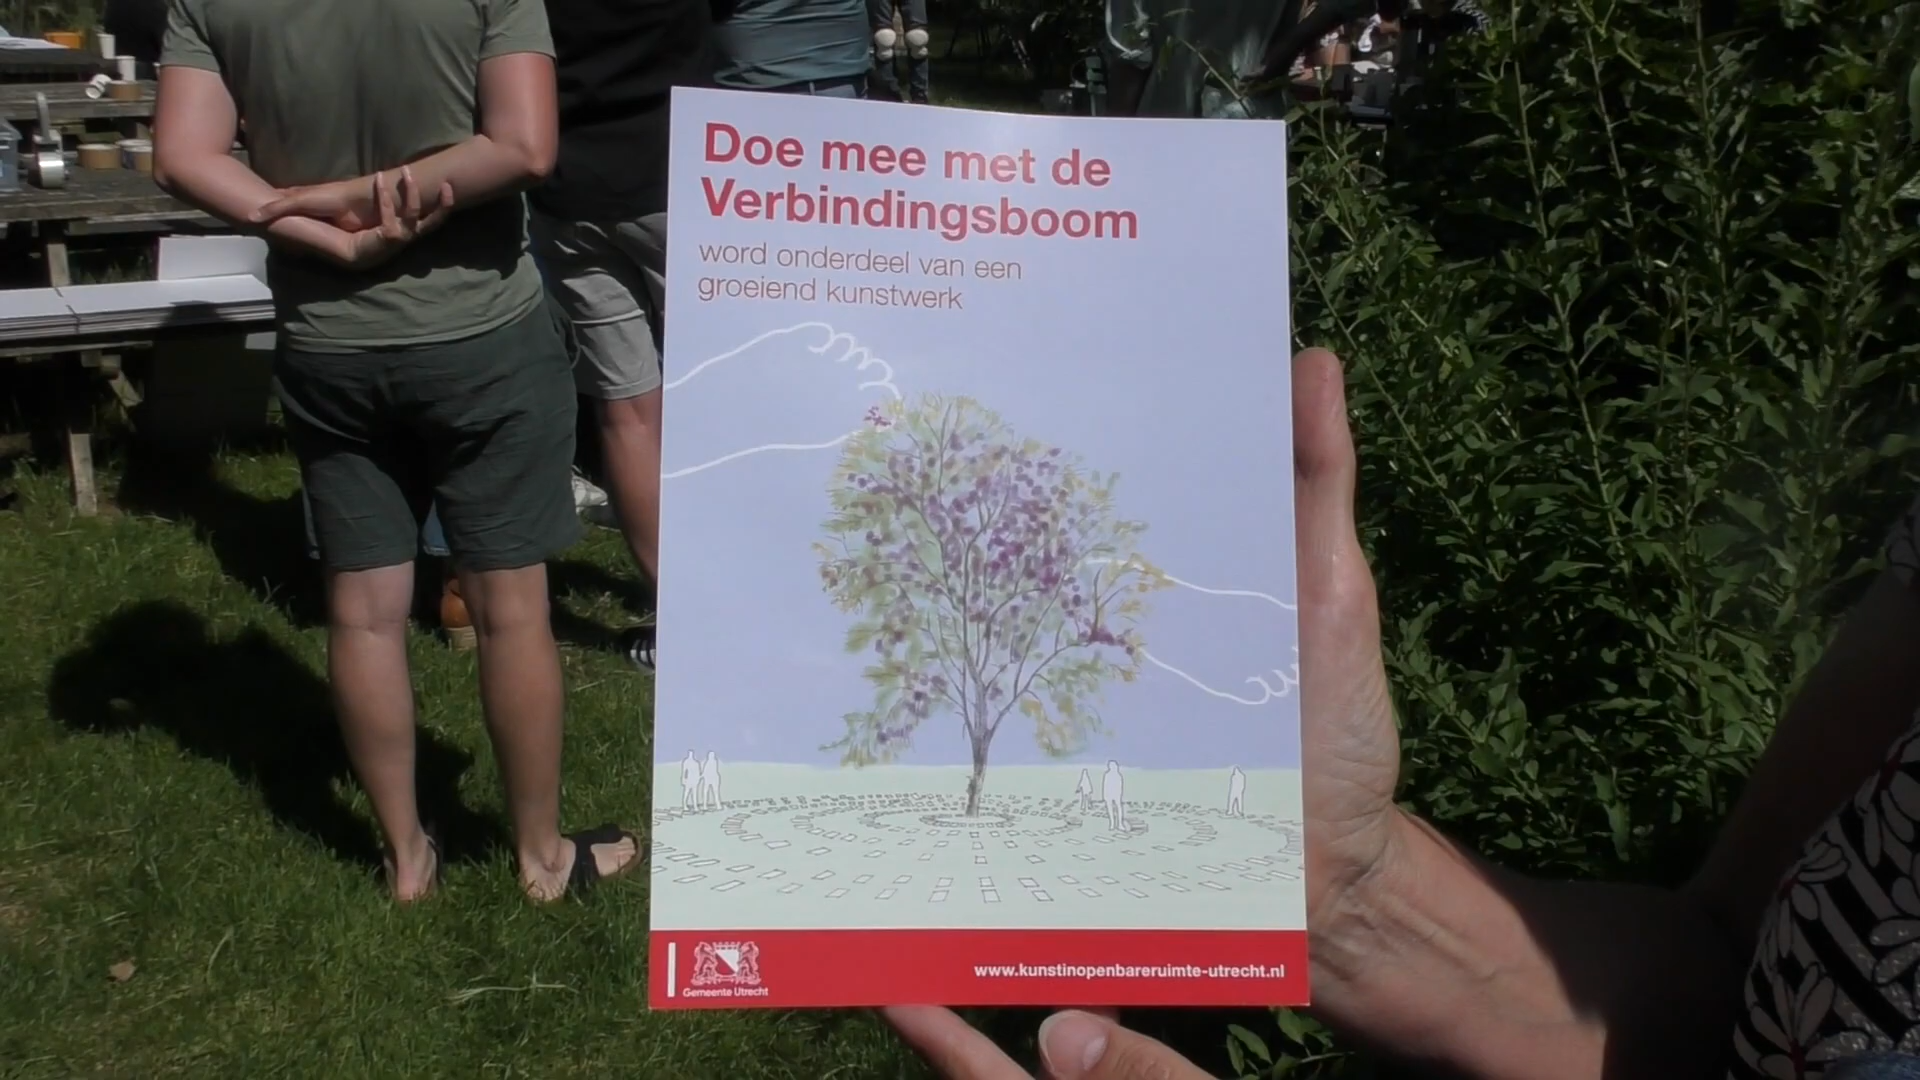 Doe mee met de
Verbindingsboom
word onderdeel van een
groeiend kunstwerk
Gemeente Utrecht
www.kunstinopenbareruimte-utrecht.nl